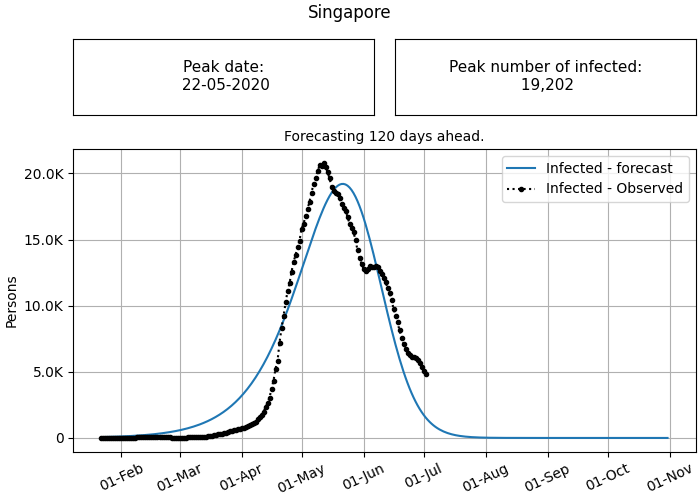 Singapore
Peak date:
22-05-2020
Peak number of infected:
19,202
Forecasting 120 days ahead.
Infected - forecast
Infected - Observed
Persons
20.0K
15.0K
10.0K
5.0K
0
01-Feb
01-Mar
01-Apr
01-May
01-Jun
01-Jul
01-Aug
01-Sep
01-Oct
01-Nov